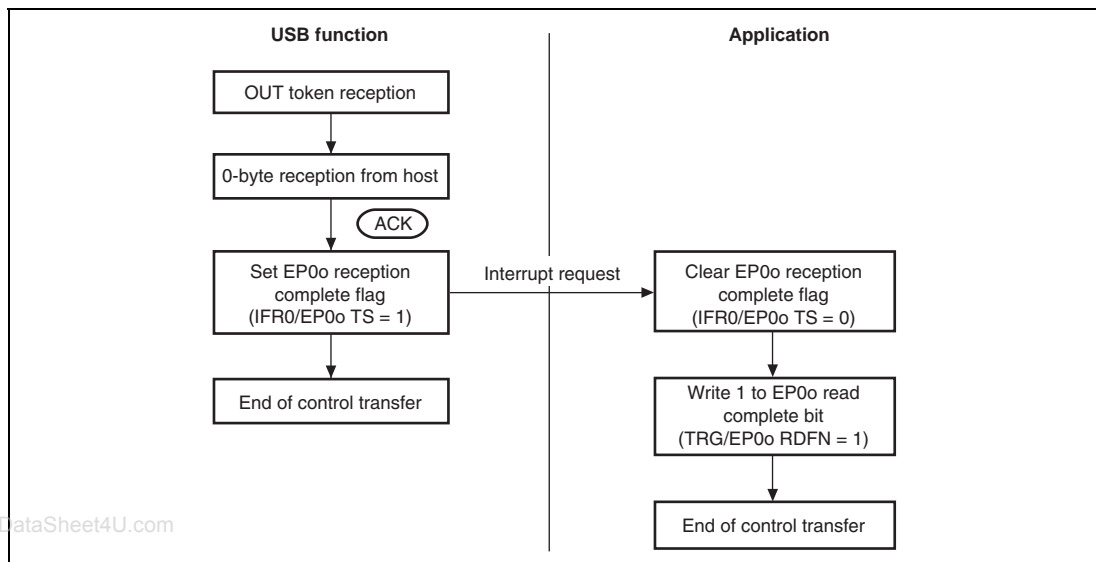 USB function
Application
OUT token reception
0-byte reception from host
ACK
Set EP0o reception
complete flag
(IFR0/EP0o TS = 1)
Interrupt request
Clear EP0o reception
complete flag
(IFR0/EP0o TS = 0)
End of control transfer
Write 1 to EP0o read
complete bit
(TRG/EP0o RDFN = 1)
End of control transfer
DataSheet4U.com